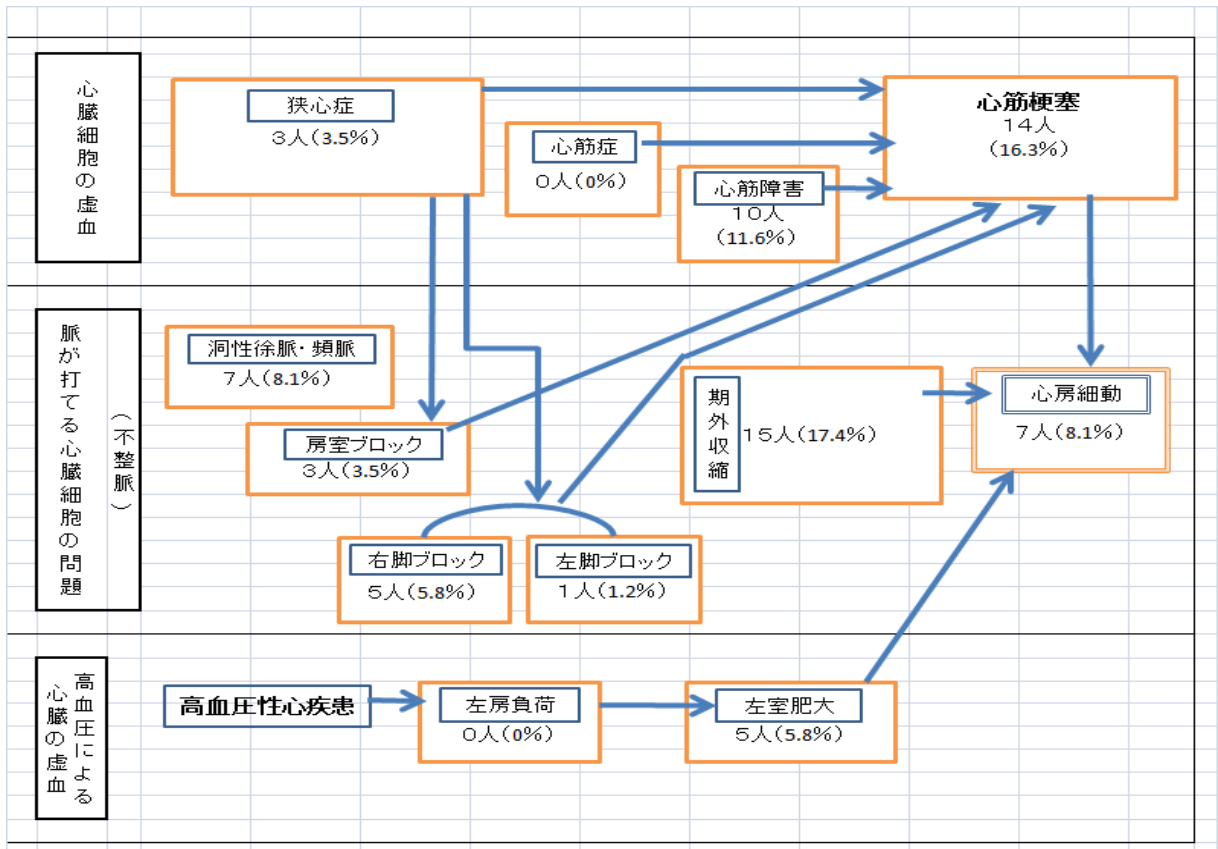 心臓細胞の虚血
狭心症
3人(3.5%)
心筋症
0人(0%)
心筋障害
10人
(11.6%)
心筋梗塞
14人
(16.3%)
脈が打てる心臓細胞の問題
(不整脈)
洞性徐脈・頻脈
7人(8.1%)
房室ブロック
3人(3.5%)
右脚ブロック
5人(5.8%)
左脚ブロック
1人(1.2%)
期外収縮
15人(17.4%)
心房細動
7人(8.1%)
高血圧による
心臓の虚血
高血圧性心疾患
左房負荷
0人(0%)
左室肥大
5人(5.8%)